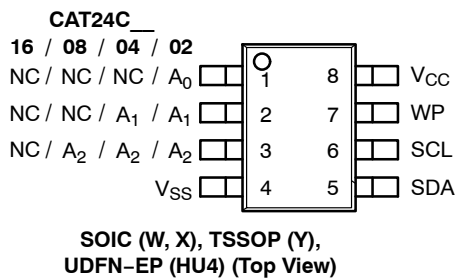 CAT24C__
16 / 08 / 04 / 02
NC / NC / NC / A0 1 8 VCC
NC / NC / A1 / A1 2 7 WP
NC / A2 / A2 / A2 3 6 SCL
VSS 4 5 SDA
SOIC (W, X), TSSOP (Y),
UDFN−EP (HU4) (Top View)